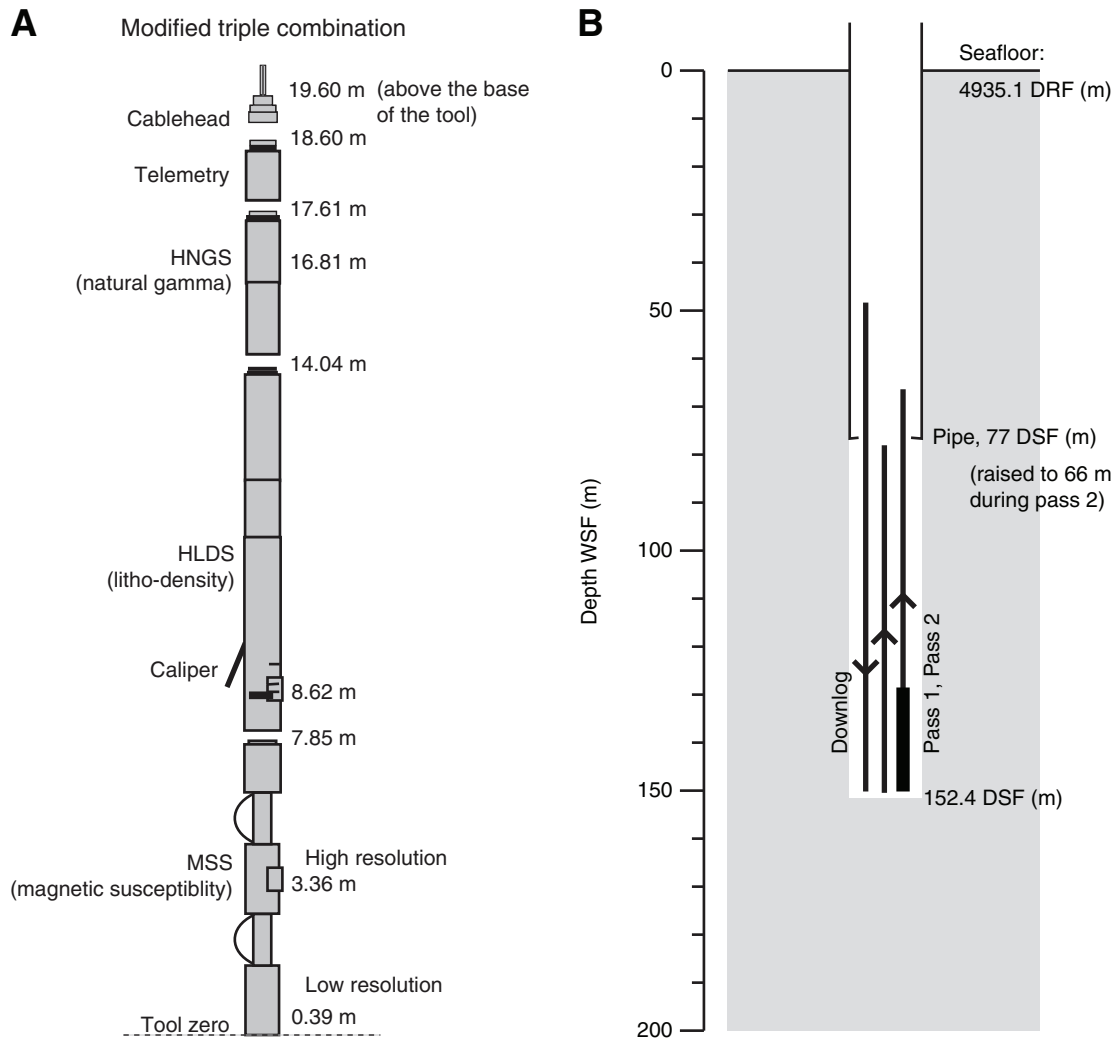 A
Modified triple combination
19.60 m (above the base
of the tool)
Cablehead
18.60 m
Telemetry
17.61 m
HNGS
(natural gamma)
16.81 m
14.04 m
HLDS
(litho-density)
Caliper
8.62 m
7.85 m
MSS
(magnetic susceptiblity)
High resolution
3.36 m
Low resolution
0.39 m
Tool zero
B
Seafloor:
4935.1 DRF (m)
0
50
100
150
200
Depth WSF (m)
Pipe, 77 DSF (m)
(raised to 66 m
during pass 2)
Downlog
Pass 1, Pass 2
152.4 DSF (m)